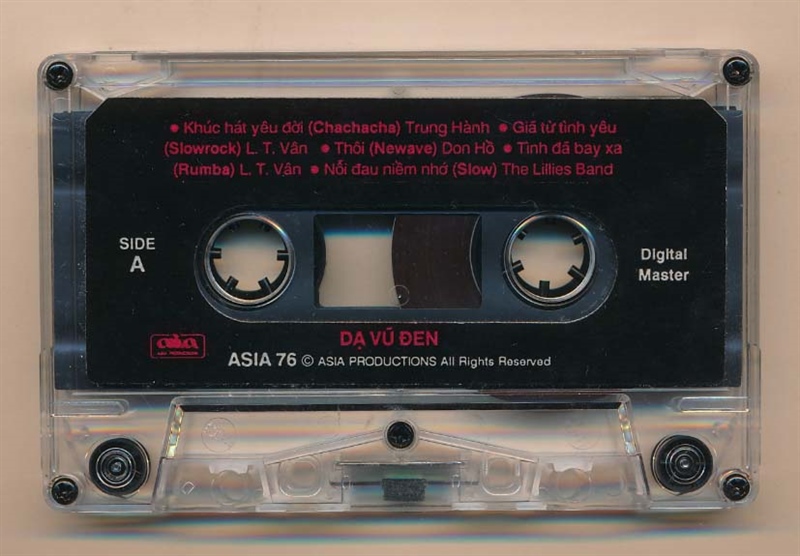 • Khúc hát yêu đời (Chachacha) Trung Hành • Giã từ tình yêu
(Slowrock) L. T. Vân • Thôi (Newave) Don Hồ • Tình đã bay xa
(Rumba) L. T. Vân • Nỗi đau niềm nhớ (Slow) The Lillies Band
SIDE
A
Digital
Master
DẠ VŨ ĐEN
asia
ASIA 76 © ASIA PRODUCTIONS All Rights Reserved